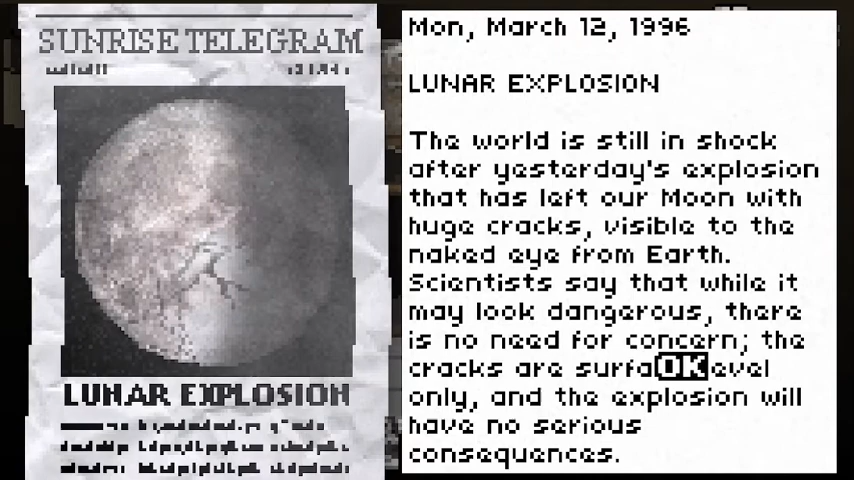 SUNRISE TELEGRAM
LUNAR EXPLOSION
Mon, March 12, 1996
LUNAR EXPLOSION
The world is still in shock
after yesterday's explosion
that has left our Moon with
huge cracks, visible to the
naked eye from Earth.
Scientists say that while it
may look dangerous, there
is no need for concern; the
cracks are surfa OK evel
only, and the explosion will
have no serious
consequences.